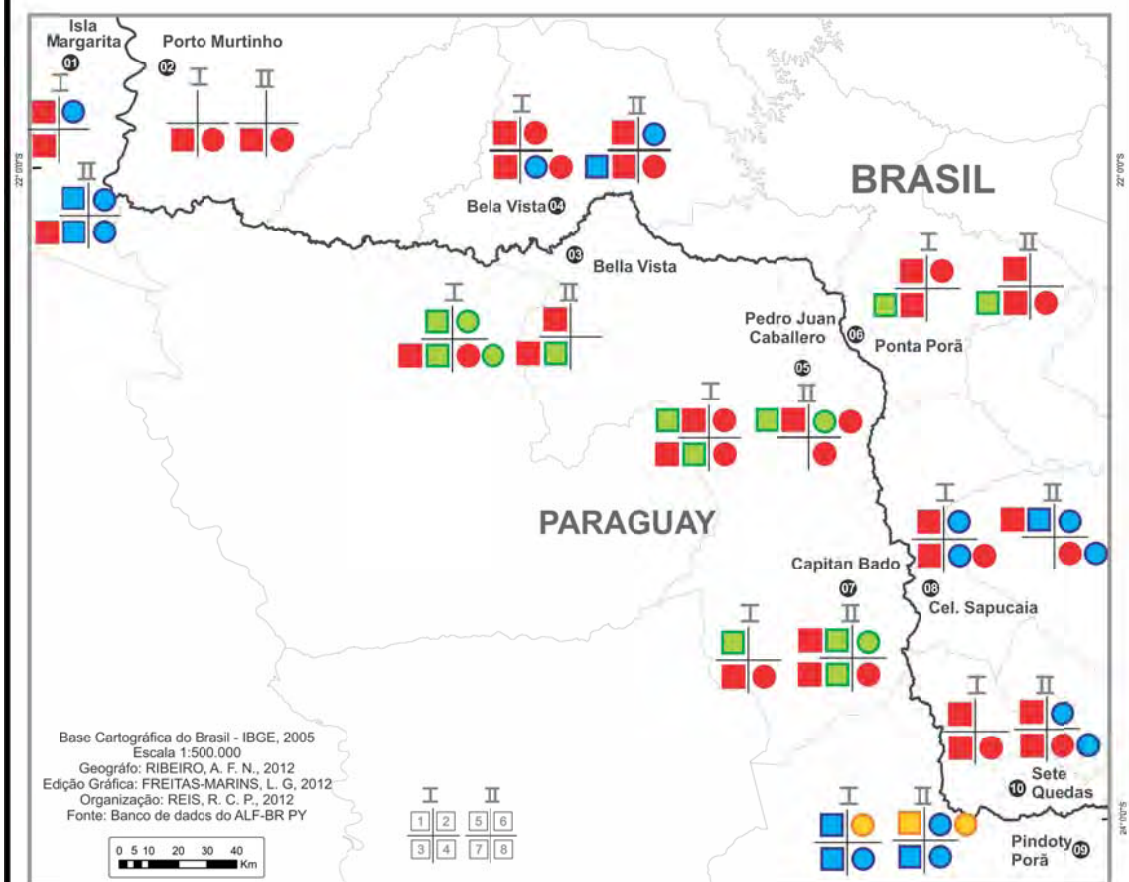 Isla
Margarita
01
I
II
Porto Murtinho
02
I
II
I
II
Bela Vista 04
03
Bella Vista
I
II
BRASIL
I
II
Pedro Juan
Caballero
05
06
Ponta Porã
I
II
PARAGUAY
I
II
Capitán Bado
07
08
Cel. Sapucaia
I
II
I
II
10 Sete
Quedas
I
II
Pindoty
Porã 09
22°00'S
22°00'S
24°00'S
Base Cartográfica do Brasil - IBGE, 2005
Escala 1:500.000
Geográfo: RIBEIRO, A. F. N., 2012
Edição Gráfica: FREITAS-MARINS, L. G, 2012
Organização: REIS, R. C. P., 2012
Fonte: Banco de dados do ALF-BR PY
0 5 10 20 30 40
Km
I II
1 2 5 6
3 4 7 8